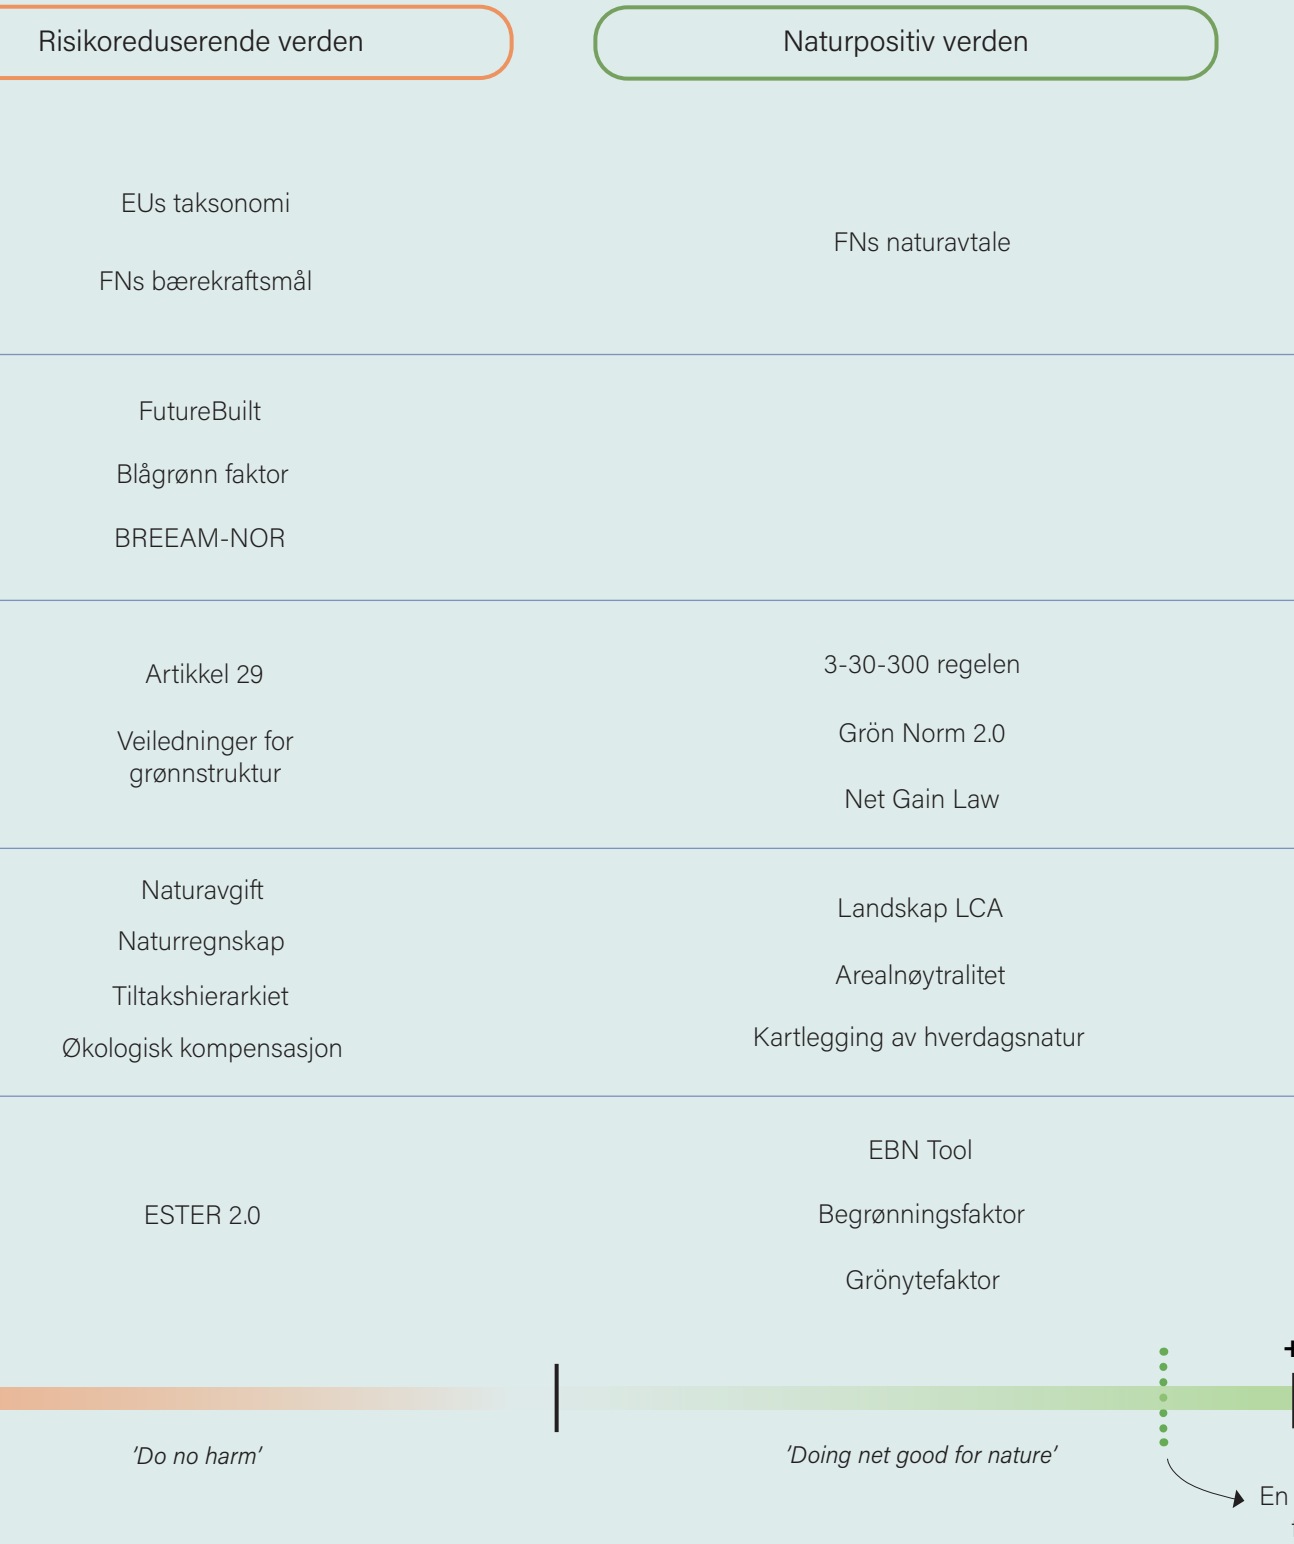 Risikoreduserende verden
Naturpositiv verden
EUs taksonomi
FNs bærekraftsmål
FNs naturavtale
FutureBuilt
Blågrønn faktor
BREEAM-NOR
Artikkel 29
Veiledninger for
grønnstruktur
3-30-300 regelen
Grön Norm 2.0
Net Gain Law
Naturavgift
Naturregnskap
Tiltakshierarkiet
Økologisk kompensasjon
Landskap LCA
Arealnøytralitet
Kartlegging av hverdagsnatur
ESTER 2.0
EBN Tool
Begrønningsfaktor
Grönytefaktor
+
'Do no harm'
'Doing net good for nature'
En